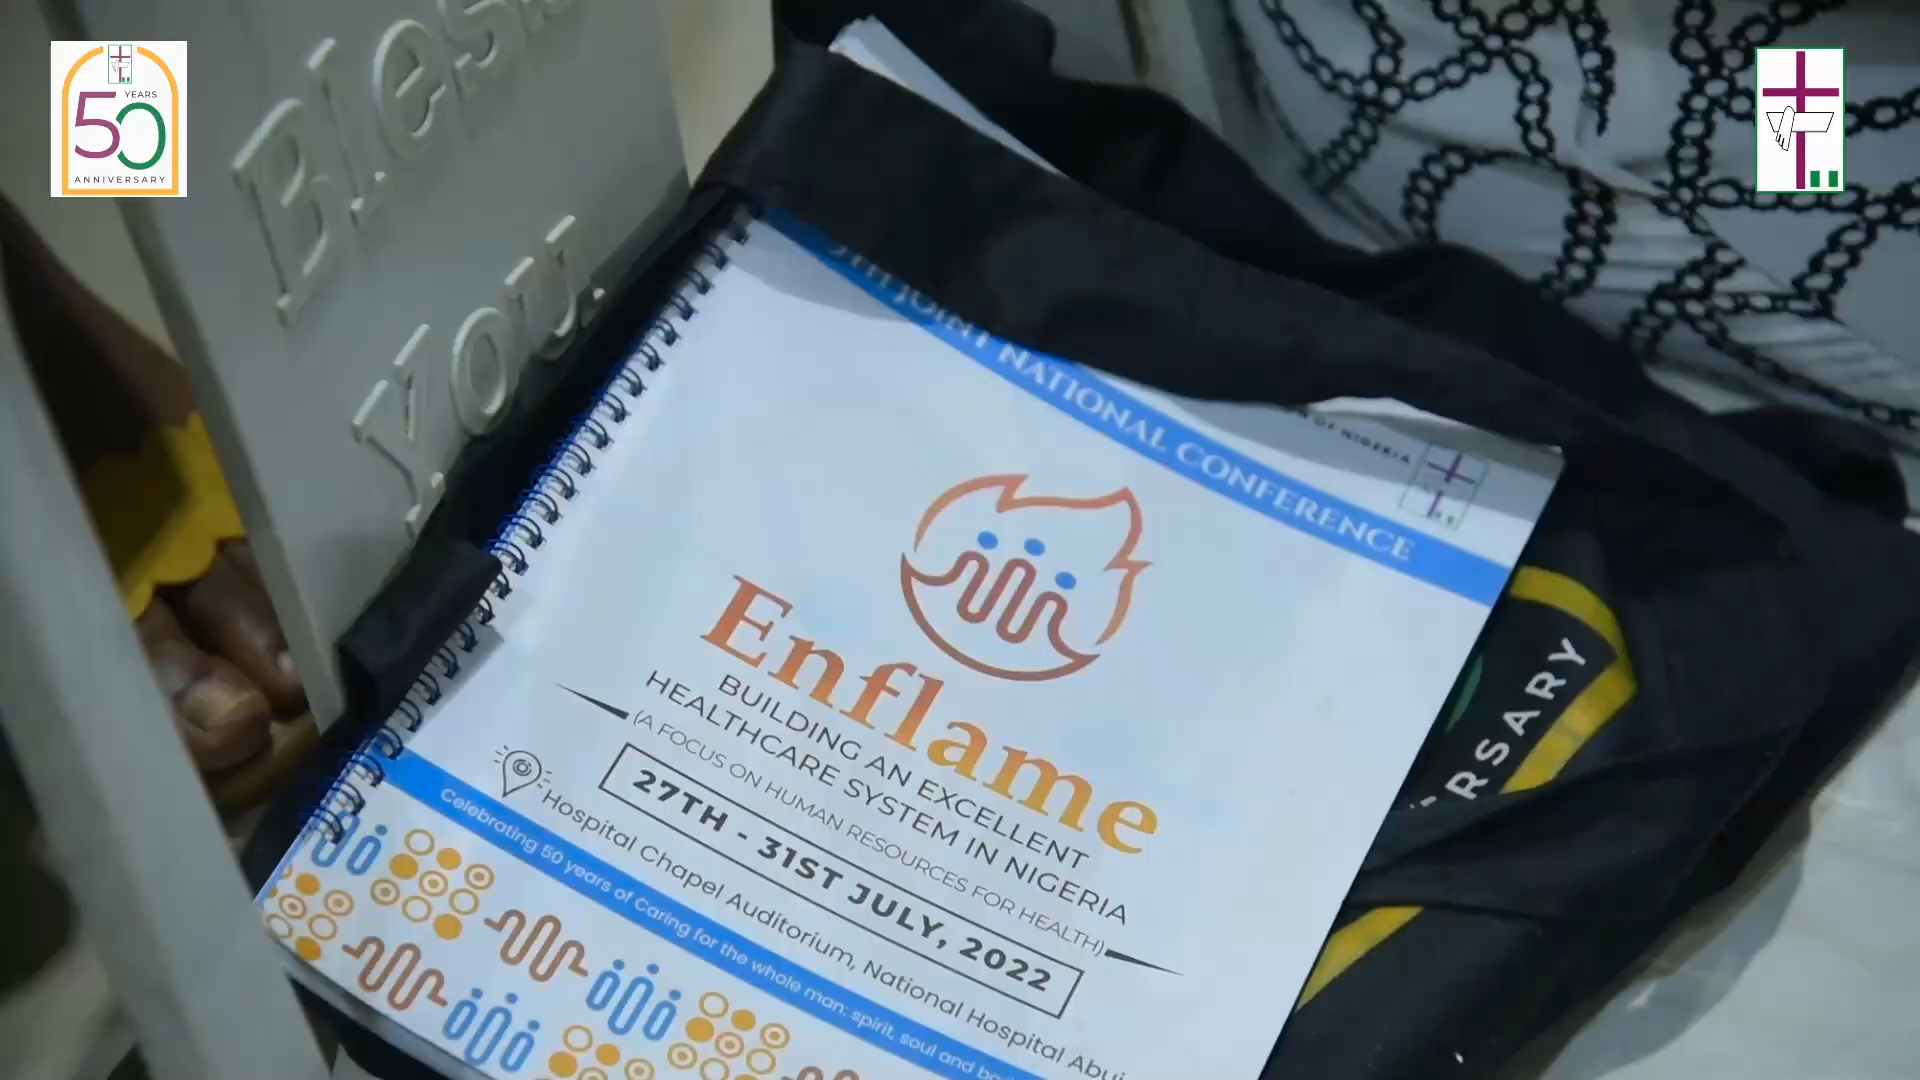 50
YEARS
ANNIVERSARY
You.
JOINT NATIONAL CONFERENCE
OF NIGERIA
Enflame
BUILDING AN EXCELLENT
HEALTHCARE SYSTEM IN NIGERIA
(A FOCUS ON HUMAN RESOURCES FOR HEALTH)
27TH - 31ST JULY, 2022
Hospital Chapel Auditorium, National Hospital
Celebrating 50 years of Caring for the whole man: spirit, soul and